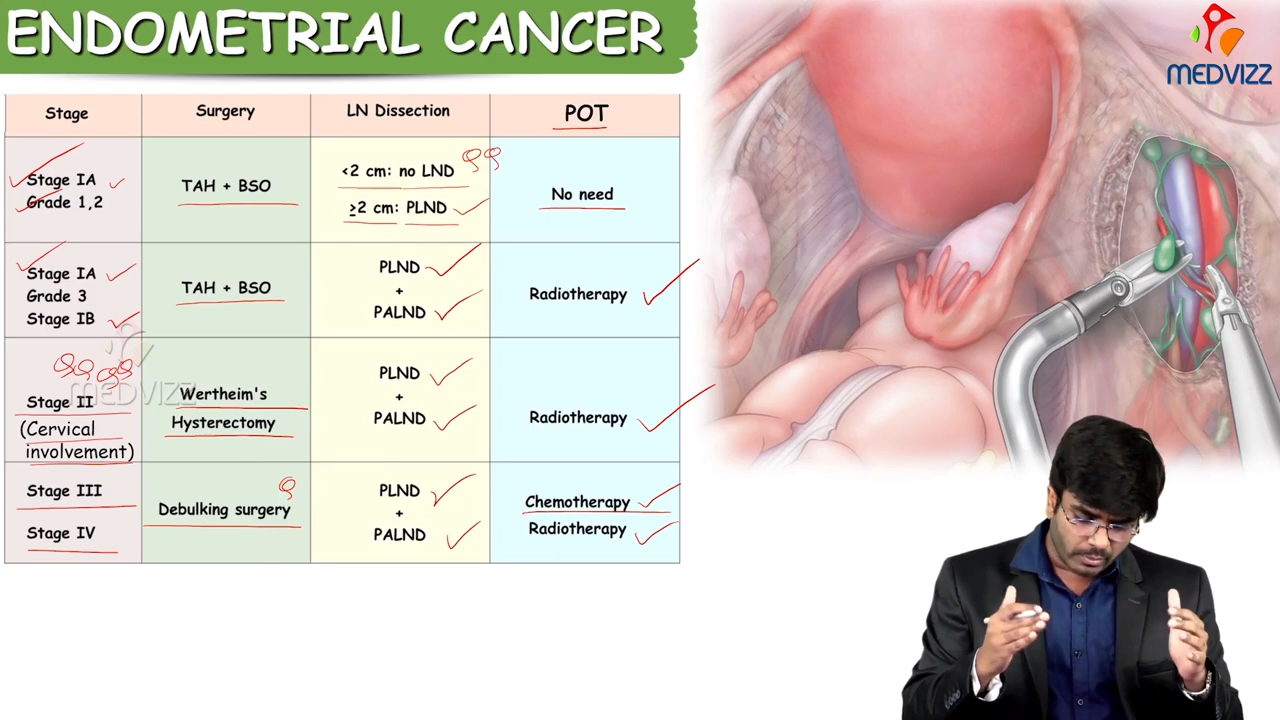 ENDOMETRIAL CANCER
MEDVIZZ
Stage
Surgery
LN Dissection
POT
Stage IA
Grade 1,2
TAH + BSO
<2 cm: no LND
≥2 cm: PLND
No need
Stage IA
Grade 3
Stage IB
TAH + BSO
PLND
+
PALND
Radiotherapy
MEDVIZZ
Stage II
(Cervical
involvement)
Wertheim's
Hysterectomy
PLND
+
PALND
Radiotherapy
Stage III
Stage IV
Debulking surgery
PLND
+
PALND
Chemotherapy
Radiotherapy